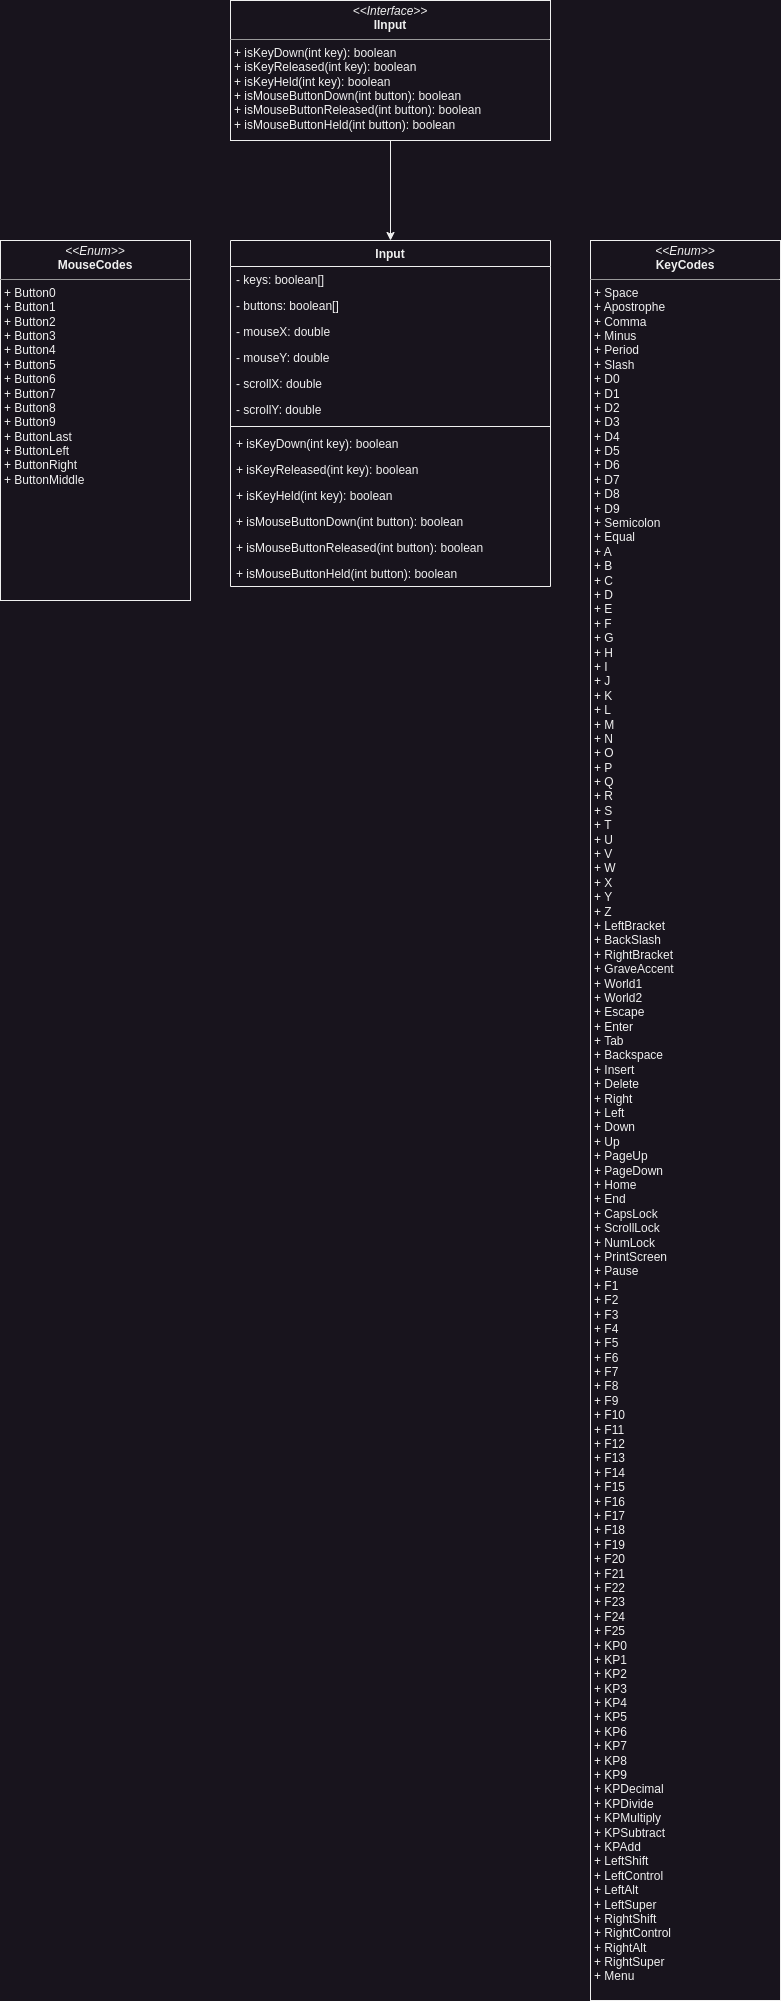 <<Interface>>
IInput
+ isKeyDown(int key): boolean
+ isKeyReleased(int key): boolean
+ isKeyHeld(int key): boolean
+ isMouseButtonDown(int button): boolean
+ isMouseButtonReleased(int button): boolean
+ isMouseButtonHeld(int button): boolean
<<Enum>>
MouseCodes
+ Button0
+ Button1
+ Button2
+ Button3
+ Button4
+ Button5
+ Button6
+ Button7
+ Button8
+ Button9
+ ButtonLast
+ ButtonLeft
+ ButtonRight
+ ButtonMiddle
Input
- keys: boolean[]
- buttons: boolean[]
- mouseX: double
- mouseY: double
- scrollX: double
- scrollY: double
+ isKeyDown(int key): boolean
+ isKeyReleased(int key): boolean
+ isKeyHeld(int key): boolean
+ isMouseButtonDown(int button): boolean
+ isMouseButtonReleased(int button): boolean
+ isMouseButtonHeld(int button): boolean
<<Enum>>
KeyCodes
+ Space
+ Apostrophe
+ Comma
+ Minus
+ Period
+ Slash
+ D0
+ D1
+ D2
+ D3
+ D4
+ D5
+ D6
+ D7
+ D8
+ D9
+ Semicolon
+ Equal
+ A
+ B
+ C
+ D
+ E
+ F
+ G
+ H
+ I
+ J
+ K
+ L
+ M
+ N
+ O
+ P
+ Q
+ R
+ S
+ T
+ U
+ V
+ W
+ X
+ Y
+ Z
+ LeftBracket
+ BackSlash
+ RightBracket
+ GraveAccent
+ World1
+ World2
+ Escape
+ Enter
+ Tab
+ Backspace
+ Insert
+ Delete
+ Right
+ Left
+ Down
+ Up
+ PageUp
+ PageDown
+ Home
+ End
+ CapsLock
+ ScrollLock
+ NumLock
+ PrintScreen
+ Pause
+ F1
+ F2
+ F3
+ F4
+ F5
+ F6
+ F7
+ F8
+ F9
+ F10
+ F11
+ F12
+ F13
+ F14
+ F15
+ F16
+ F17
+ F18
+ F19
+ F20
+ F21
+ F22
+ F23
+ F24
+ F25
+ KP0
+ KP1
+ KP2
+ KP3
+ KP4
+ KP5
+ KP6
+ KP7
+ KP8
+ KP9
+ KPDecimal
+ KPDivide
+ KPMultiply
+ KPSubtract
+ KPAdd
+ LeftShift
+ LeftControl
+ LeftAlt
+ LeftSuper
+ RightShift
+ RightControl
+ RightAlt
+ RightSuper
+ Menu